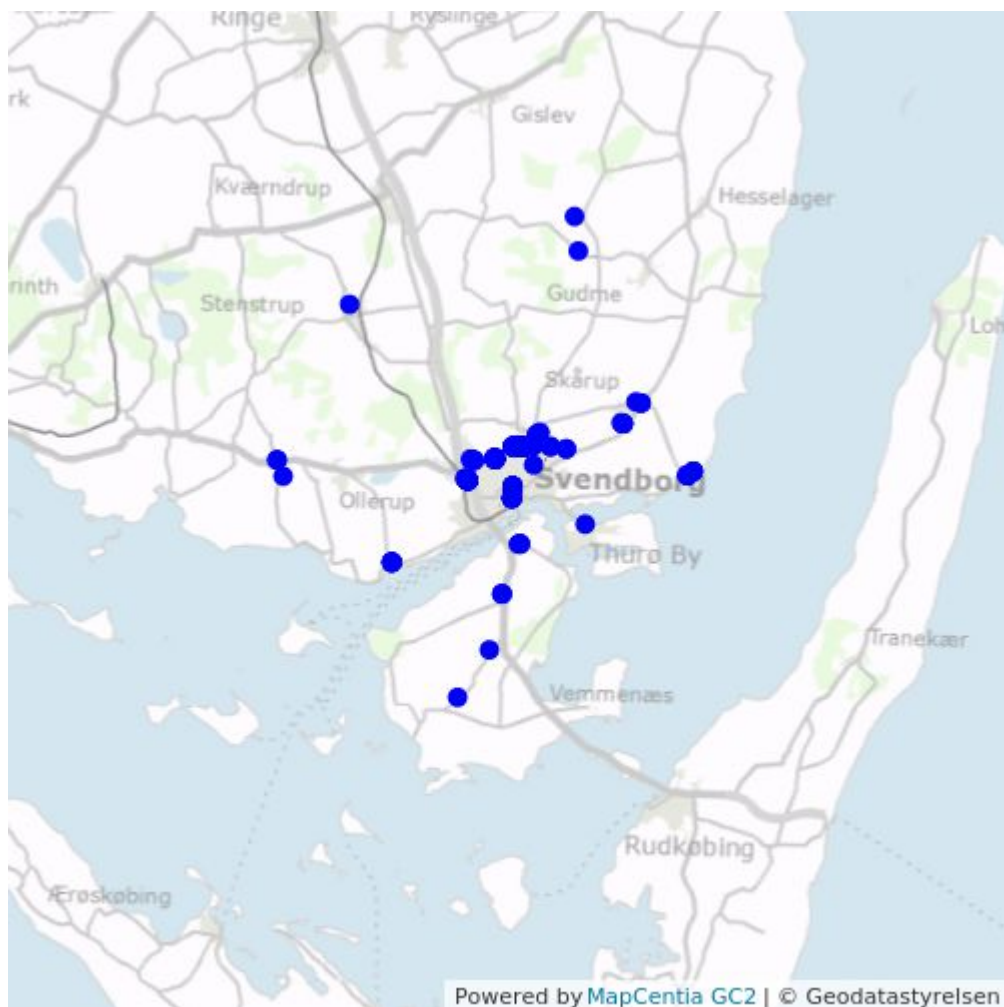 Ringe
Ryslinge
rk
Gislev
Kværndrup
Hesselager
rinth
Stenstrup
Gudme
Lon
Skårup
Svendborg
Ollerup
Thurø By
Tranekær
Vemmenæs
Rudkøbing
Ærøskøbing
Powered by MapCentia GC2 | © Geodatastyrelsen